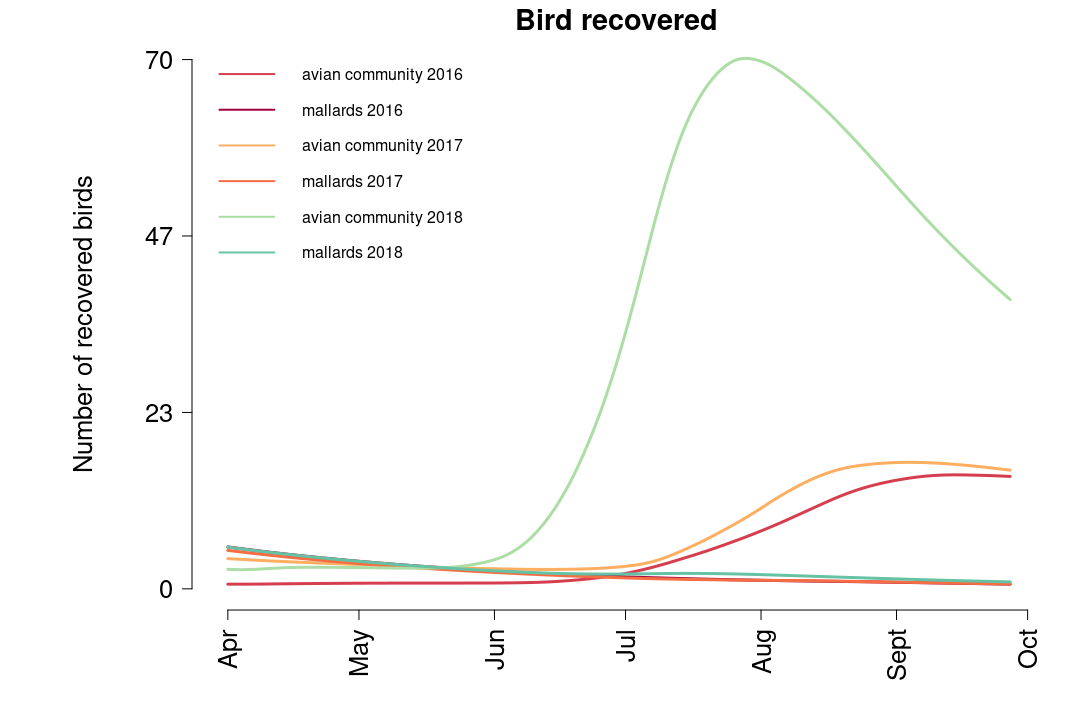 Bird recovered
70
47
23
0
Number of recovered birds
avian community 2016
mallards 2016
avian community 2017
mallards 2017
avian community 2018
mallards 2018
Apr
May
Jun
Jul
Aug
Sept
Oct